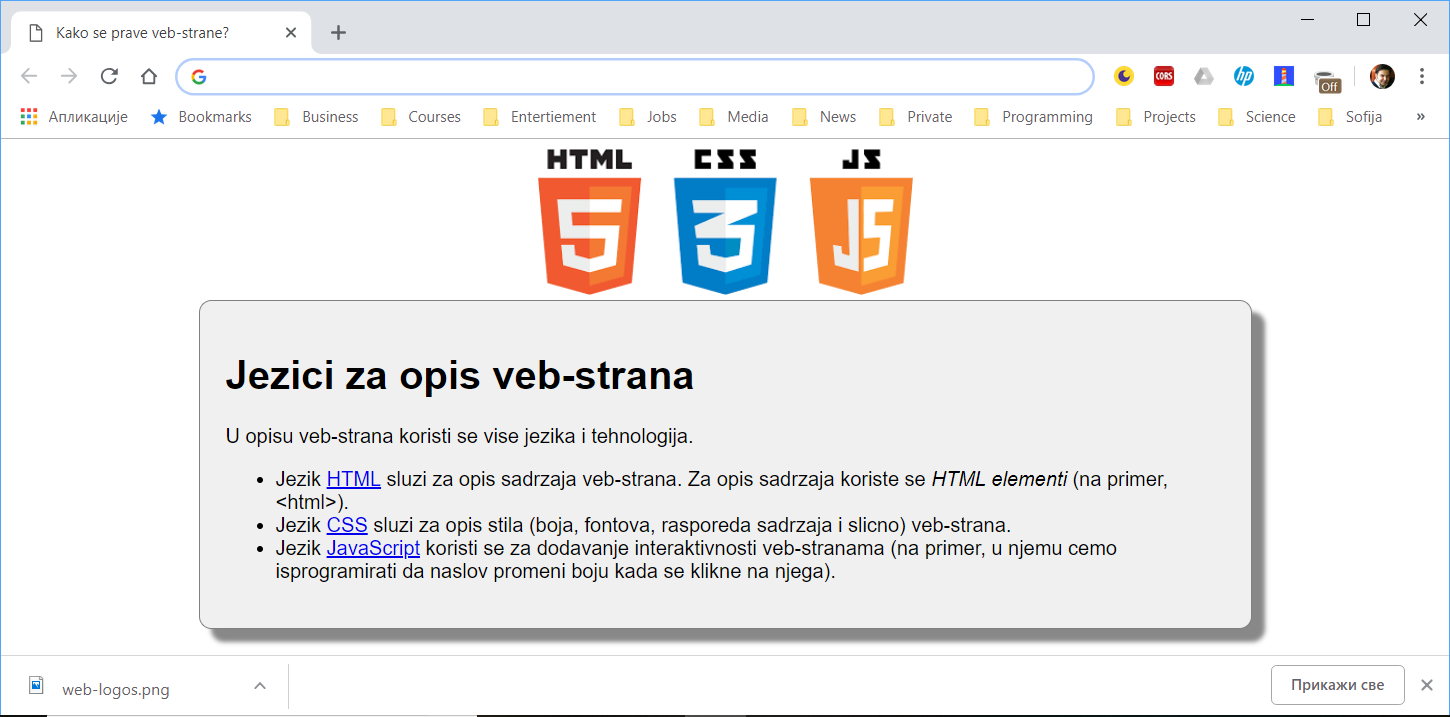 Kako se prave veb-strane?
CORS
hp
Off
Апликације Bookmarks Business Courses Entertiement Jobs Media News Private Programming Projects Science Sofija »
HTML CSS JS
5 3 JS
Jezici za opis veb-strana
U opisu veb-strana koristi se vise jezika i tehnologija.
• Jezik HTML sluzi za opis sadrzaja veb-strana. Za opis sadrzaja koriste se HTML elementi (na primer,
<html>).
• Jezik CSS sluzi za opis stila (boja, fontova, rasporeda sadrzaja i slicno) veb-strana.
• Jezik JavaScript koristi se za dodavanje interaktivnosti veb-stranama (na primer, u njemu cemo
isprogramirati da naslov promeni boju kada se klikne na njega).
web-logos.png Прикажи све